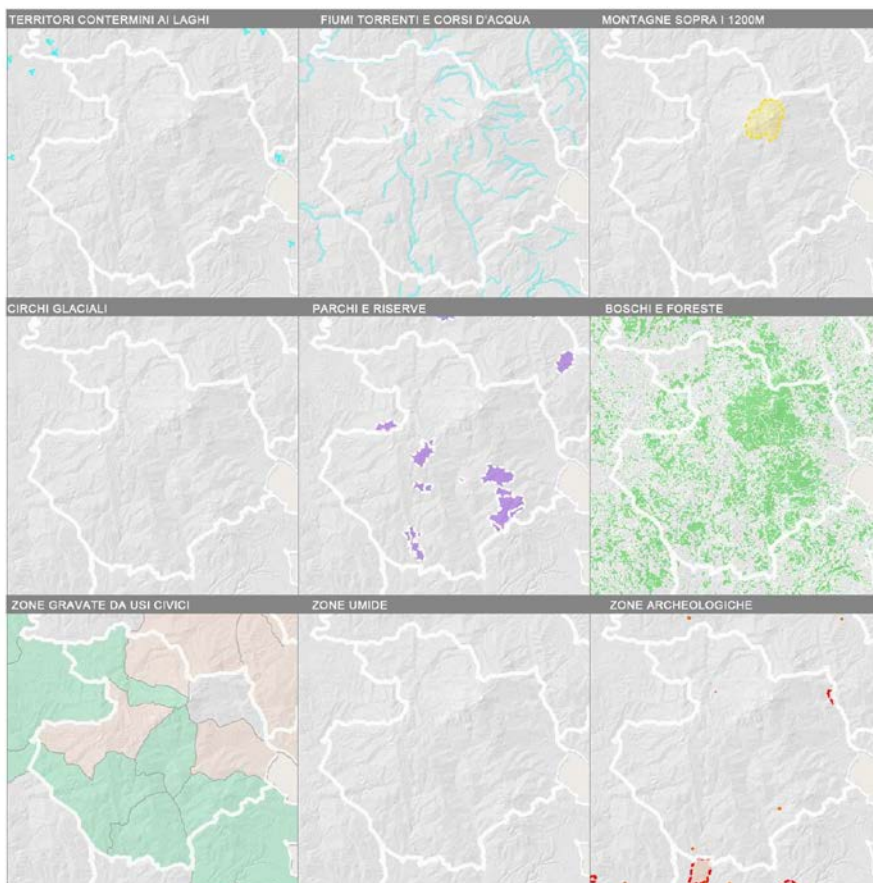 TERRITORI CONTERMINI AI LAGHI
FIUMI TORRENTI E CORSI D'ACQUA
MONTAGNE SOPRA I 1200M
CIRCHI GLACIALI
PARCHI E RISERVE
BOSCHI E FORESTE
ZONE GRAVATE DA USI CIVICI
ZONE UMIDE
ZONE ARCHEOLOGICHE